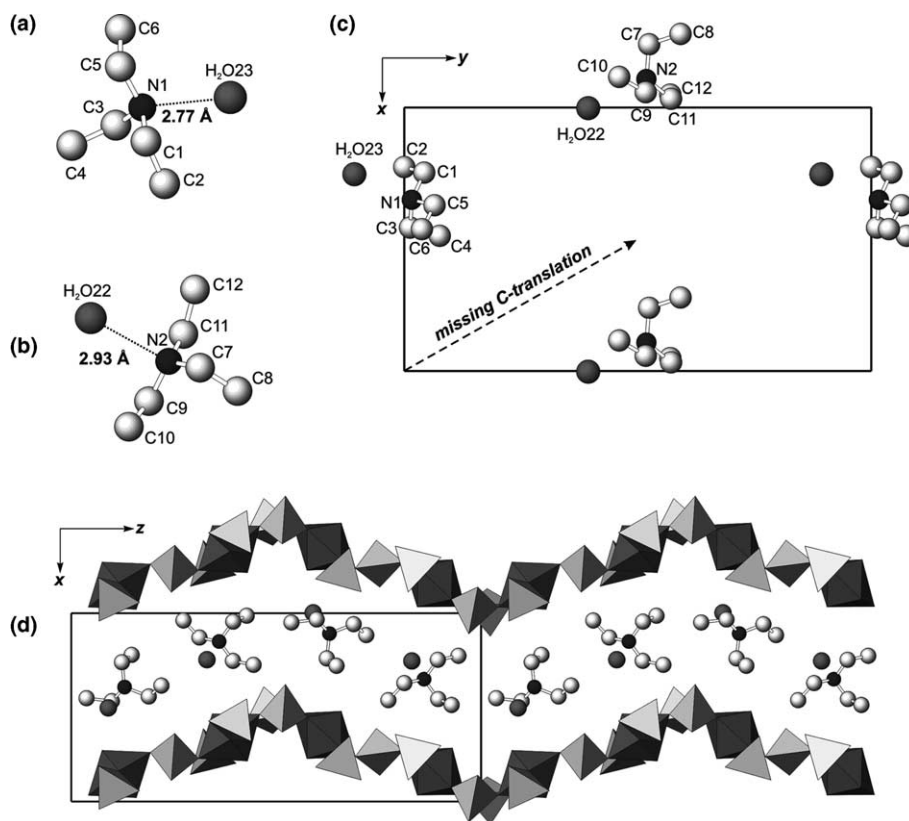 (a)
C6
C5
N1
H₂O23
2.77 Å
C3
C4
C1
C2
(b)
H₂O22
C12
N2
C11
2.93 Å
C7
C8
C9
C10
(c)
y
x
C7
C8
C10
N2
C12
C9
C11
H₂O22
H₂O23
C2
C1
N1
C5
C3
C6
C4
missing C-translation
(d)
z
x